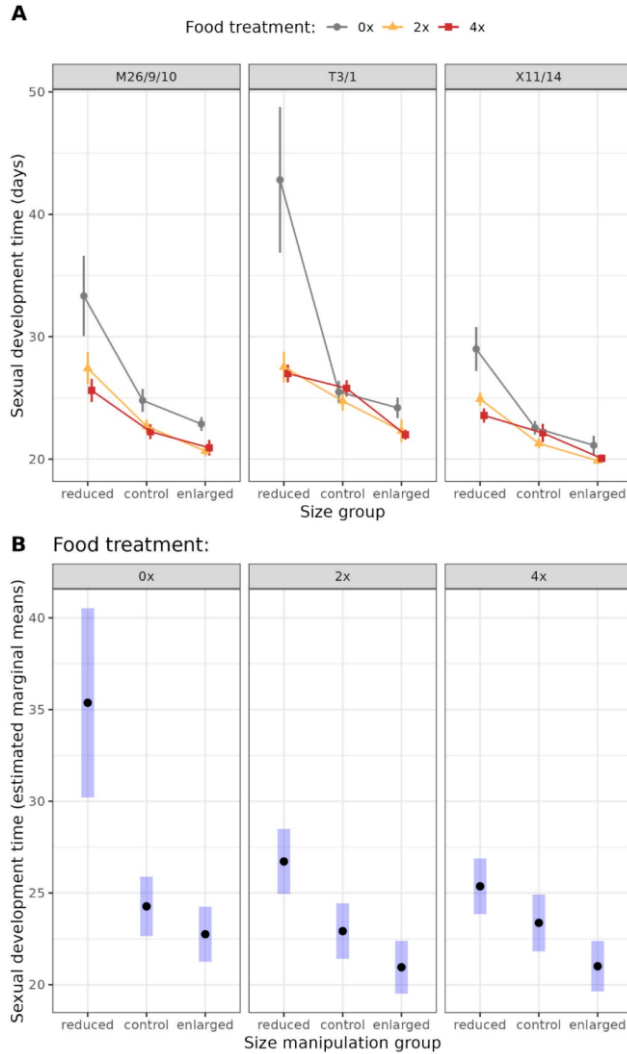 A
Food treatment: 0x 2x 4x
M26/9/10 T3/1 X11/14
Sexual development time (days)
50
40
30
20
reduced control enlarged reduced control enlarged reduced control enlarged
Size group
B Food treatment:
0x 2x 4x
Sexual development time (estimated marginal means)
40
35
30
25
20
reduced control enlarged reduced control enlarged reduced control enlarged
Size manipulation group